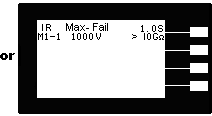 IR Max-Fail 1.0S
M1-1 1000V > 10GΩ
or